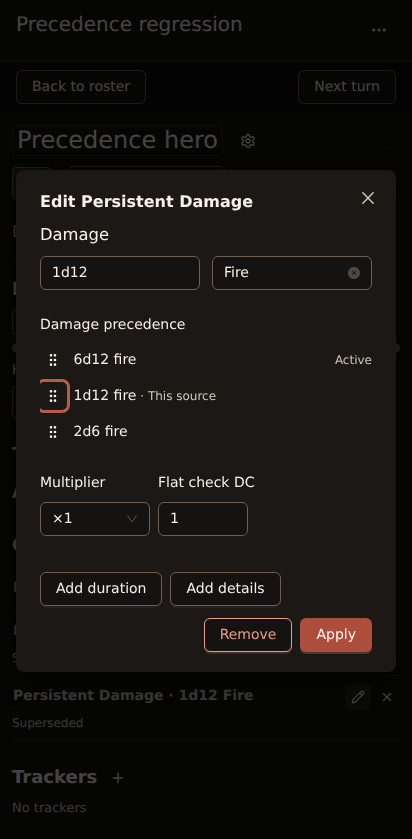 Precedence regression
Back to roster
Next turn
Precedence hero
Edit Persistent Damage
Damage
1d12
Fire
Damage precedence
6d12 fire
Active
1d12 fire · This source
2d6 fire
Multiplier
Flat check DC
×1
1
Add duration
Add details
Remove
Apply
Persistent Damage · 1d12 Fire
Superseded
Trackers +
No trackers